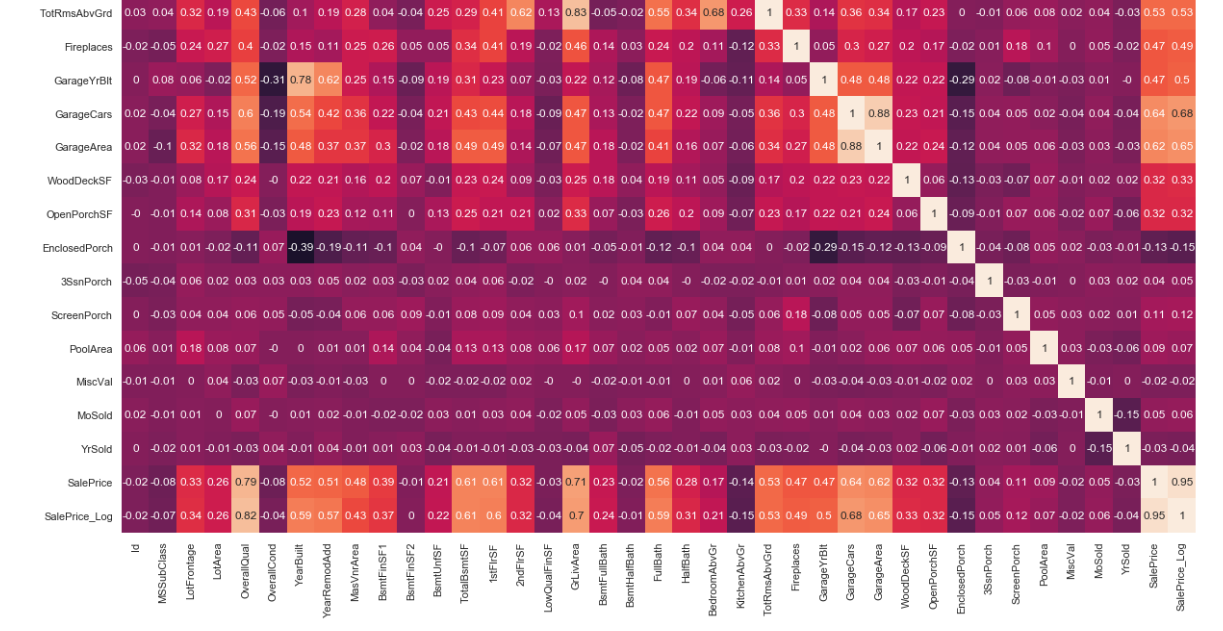 TotRmsAbvGrd 0.03 0.04 0.32 0.19 0.43 -0.06 0.1 0.19 0.28 0.04 -0.04 0.25 0.29 0.41 0.62 0.13 0.83 -0.05 -0.02 0.55 0.34 0.68 0.26 1 0.33 0.14 0.36 0.34 0.17 0.23 0 -0.01 0.06 0.08 0.02 0.04 -0.03 0.53 0.53
Fireplaces -0.02 -0.05 0.24 0.27 0.4 -0.02 0.15 0.11 0.25 0.26 0.05 0.05 0.34 0.41 0.19 -0.02 0.46 0.14 0.03 0.24 0.2 0.11 -0.12 0.33 1 0.05 0.3 0.27 0.2 0.17 -0.02 0.01 0.18 0.1 0 0.05 -0.02 0.47 0.49
GarageYrBlt 0 0.08 0.06 -0.02 0.52 -0.31 0.78 0.62 0.25 0.15 -0.09 0.19 0.31 0.23 0.07 -0.03 0.22 0.12 -0.08 0.47 0.19 -0.06 -0.11 0.14 0.05 1 0.48 0.48 0.22 0.22 -0.29 0.02 -0.08 -0.01 -0.03 0.01 -0 0.47 0.5
GarageCars 0.02 -0.04 0.27 0.15 0.6 -0.19 0.54 0.42 0.36 0.22 -0.04 0.21 0.43 0.44 0.18 -0.09 0.47 0.13 -0.02 0.47 0.22 0.09 -0.05 0.36 0.3 0.48 1 0.88 0.23 0.21 -0.15 0.04 0.05 0.02 -0.04 0.04 -0.04 0.64 0.68
GarageArea 0.02 -0.1 0.32 0.18 0.56 -0.15 0.48 0.37 0.37 0.3 -0.02 0.18 0.49 0.49 0.14 -0.07 0.47 0.18 -0.02 0.41 0.16 0.07 -0.06 0.34 0.27 0.48 0.88 1 0.22 0.24 -0.12 0.04 0.05 0.06 -0.03 -0.03 -0.03 0.62 0.65
WoodDeckSF -0.03 -0.01 0.08 0.17 0.24 -0 0.22 0.21 0.16 0.2 0.07 -0.01 0.23 0.24 0.09 -0.03 0.25 0.18 0.04 0.19 0.11 0.05 -0.09 0.17 0.2 0.22 0.23 0.22 1 0.06 -0.13 -0.03 -0.07 0.07 -0.01 0.02 0.02 0.32 0.33
OpenPorchSF -0 -0.01 0.14 0.08 0.31 -0.03 0.19 0.23 0.12 0.11 0 0.13 0.25 0.21 0.21 0.02 0.33 0.07 -0.03 0.26 0.2 0.09 -0.07 0.23 0.17 0.22 0.21 0.24 0.06 1 -0.09 -0.01 0.07 0.06 -0.02 0.07 -0.06 0.32 0.32
EnclosedPorch 0 -0.01 0.01 -0.02 -0.11 0.07 -0.39 -0.19 -0.11 -0.1 0.04 -0 -0.1 -0.07 0.06 0.06 0.01 -0.05 -0.01 -0.12 -0.1 0.04 0.04 0 -0.02 -0.29 -0.15 -0.12 -0.13 -0.09 1 -0.04 -0.08 0.05 0.02 -0.03 -0.01 -0.13 -0.15
3SsnPorch -0.05 -0.04 0.06 0.02 0.03 0.03 0.03 0.05 0.02 0.03 -0.03 0.02 0.04 0.06 -0.02 -0 0.02 -0 0.04 0.04 -0 -0.02 -0.02 -0.01 0.01 0.02 0.04 0.04 -0.03 -0.01 -0.04 1 -0.03 -0.01 0 0.03 0.02 0.04 0.05
ScreenPorch 0 -0.03 0.04 0.04 0.06 0.05 -0.05 -0.04 0.06 0.06 0.09 -0.01 0.08 0.09 0.04 0.03 0.1 0.02 0.03 -0.01 0.07 0.04 -0.05 0.06 0.18 -0.08 0.05 0.05 -0.07 0.07 -0.08 -0.03 1 0.05 0.03 0.02 0.01 0.11 0.12
PoolArea 0.06 0.01 0.18 0.08 0.07 -0 0 0.01 0.01 0.14 0.04 -0.04 0.13 0.13 0.08 0.06 0.17 0.07 0.02 0.05 0.02 0.07 -0.01 0.08 0.1 -0.01 0.02 0.06 0.07 0.06 0.05 -0.01 0.05 1 0.03 -0.03 -0.06 0.09 0.07
MiscVal -0.01 -0.01 0 0.04 -0.03 0.07 -0.03 -0.01 -0.03 0 0 -0.02 -0.02 -0.02 0.02 -0 -0 -0.02 -0.01 -0.01 0 0.01 0.06 0.02 0 -0.03 -0.04 -0.03 -0.01 -0.02 0.02 0 0.03 0.03 1 -0.01 0 -0.02 -0.02
MoSold 0.02 -0.01 0.01 0 0.07 -0 0.01 0.02 -0.01 -0.02 -0.02 0.03 0.01 0.03 0.04 -0.02 0.05 -0.03 0.03 0.06 -0.01 0.05 0.03 0.04 0.05 0.01 0.04 0.03 0.02 0.07 -0.03 0.03 0.02 -0.03 -0.01 1 -0.15 0.05 0.06
YrSold 0 -0.02 0.01 -0.01 -0.03 0.04 -0.01 0.04 -0.01 0.01 0.03 -0.04 -0.01 -0.01 -0.03 -0.03 -0.04 0.07 -0.05 -0.02 -0.01 -0.04 0.03 -0.03 -0.02 -0 -0.04 -0.03 0.02 -0.06 -0.01 0.02 0.01 -0.06 0 -0.15 1 -0.03 -0.04
SalePrice -0.02 -0.08 0.33 0.26 0.79 -0.08 0.52 0.51 0.48 0.39 -0.01 0.21 0.61 0.61 0.32 -0.03 0.71 0.23 -0.02 0.56 0.28 0.17 -0.14 0.53 0.47 0.47 0.64 0.62 0.32 0.32 -0.13 0.04 0.11 0.09 -0.02 0.05 -0.03 1 0.95
SalePrice_Log -0.02 -0.07 0.34 0.26 0.82 -0.04 0.59 0.57 0.43 0.37 0 0.22 0.61 0.6 0.32 -0.04 0.7 0.24 -0.01 0.59 0.31 0.21 -0.15 0.53 0.49 0.5 0.68 0.65 0.33 0.32 -0.15 0.05 0.12 0.07 -0.02 0.06 -0.04 0.95 1
Id
MSSubClass
LotFrontage
LotArea
OverallQual
OverallCond
YearBuilt
YearRemodAdd
MasVnrArea
BsmtFinSF1
BsmtFinSF2
BsmtUnfSF
TotalBsmtSF
1stFlrSF
2ndFlrSF
LowQualFinSF
GrLivArea
BsmtFullBath
BsmtHalfBath
FullBath
HalfBath
BedroomAbvGr
KitchenAbvGr
TotRmsAbvGrd
Fireplaces
GarageYrBlt
GarageCars
GarageArea
WoodDeckSF
OpenPorchSF
EnclosedPorch
3SsnPorch
ScreenPorch
PoolArea
MiscVal
MoSold
YrSold
SalePrice
SalePrice_Log